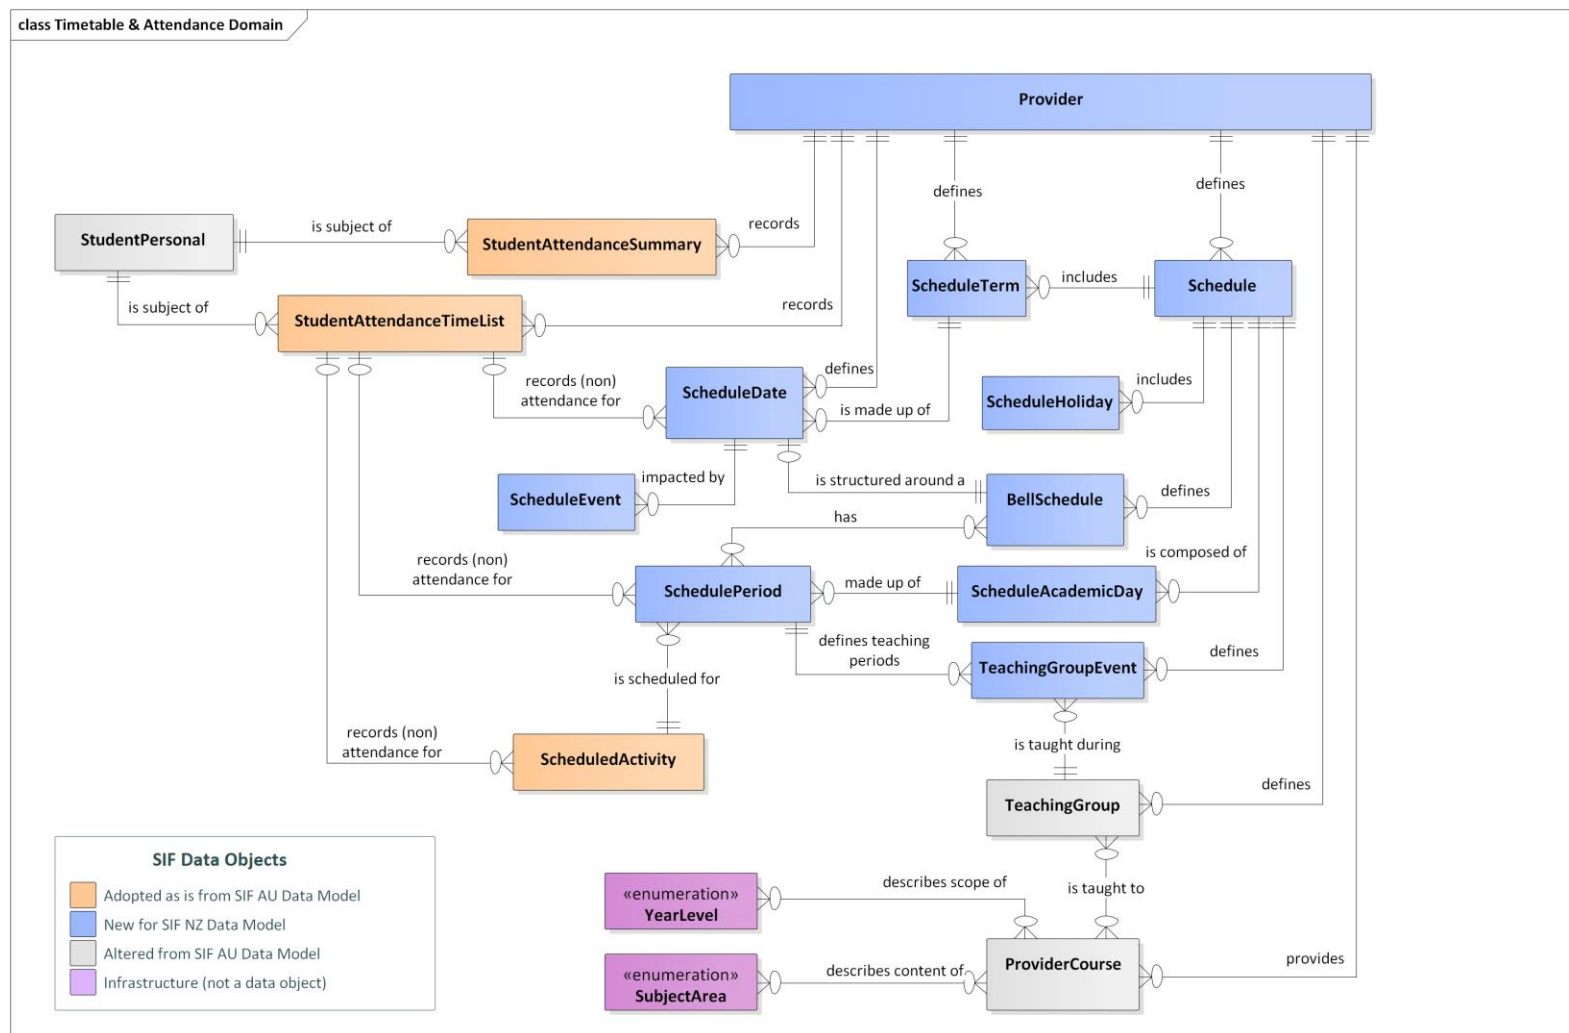 class Timetable & Attendance Domain
Provider
defines
defines
StudentPersonal
is subject of
StudentAttendanceSummary
records
ScheduleTerm
includes
Schedule
is subject of
StudentAttendanceTimeList
records
records (non)
attendance for
ScheduleDate
defines
is made up of
ScheduleHoliday
includes
ScheduleEvent
impacted by
is structured around a
BellSchedule
defines
has
is composed of
records (non)
attendance for
SchedulePeriod
made up of
ScheduleAcademicDay
defines teaching
periods
TeachingGroupEvent
defines
is scheduled for
records (non)
attendance for
ScheduledActivity
is taught during
TeachingGroup
defines
SIF Data Objects
Adopted as is from SIF AU Data Model
New for SIF NZ Data Model
Altered from SIF AU Data Model
Infrastructure (not a data object)
«enumeration»
YearLevel
describes scope of
is taught to
«enumeration»
SubjectArea
describes content of
ProviderCourse
provides